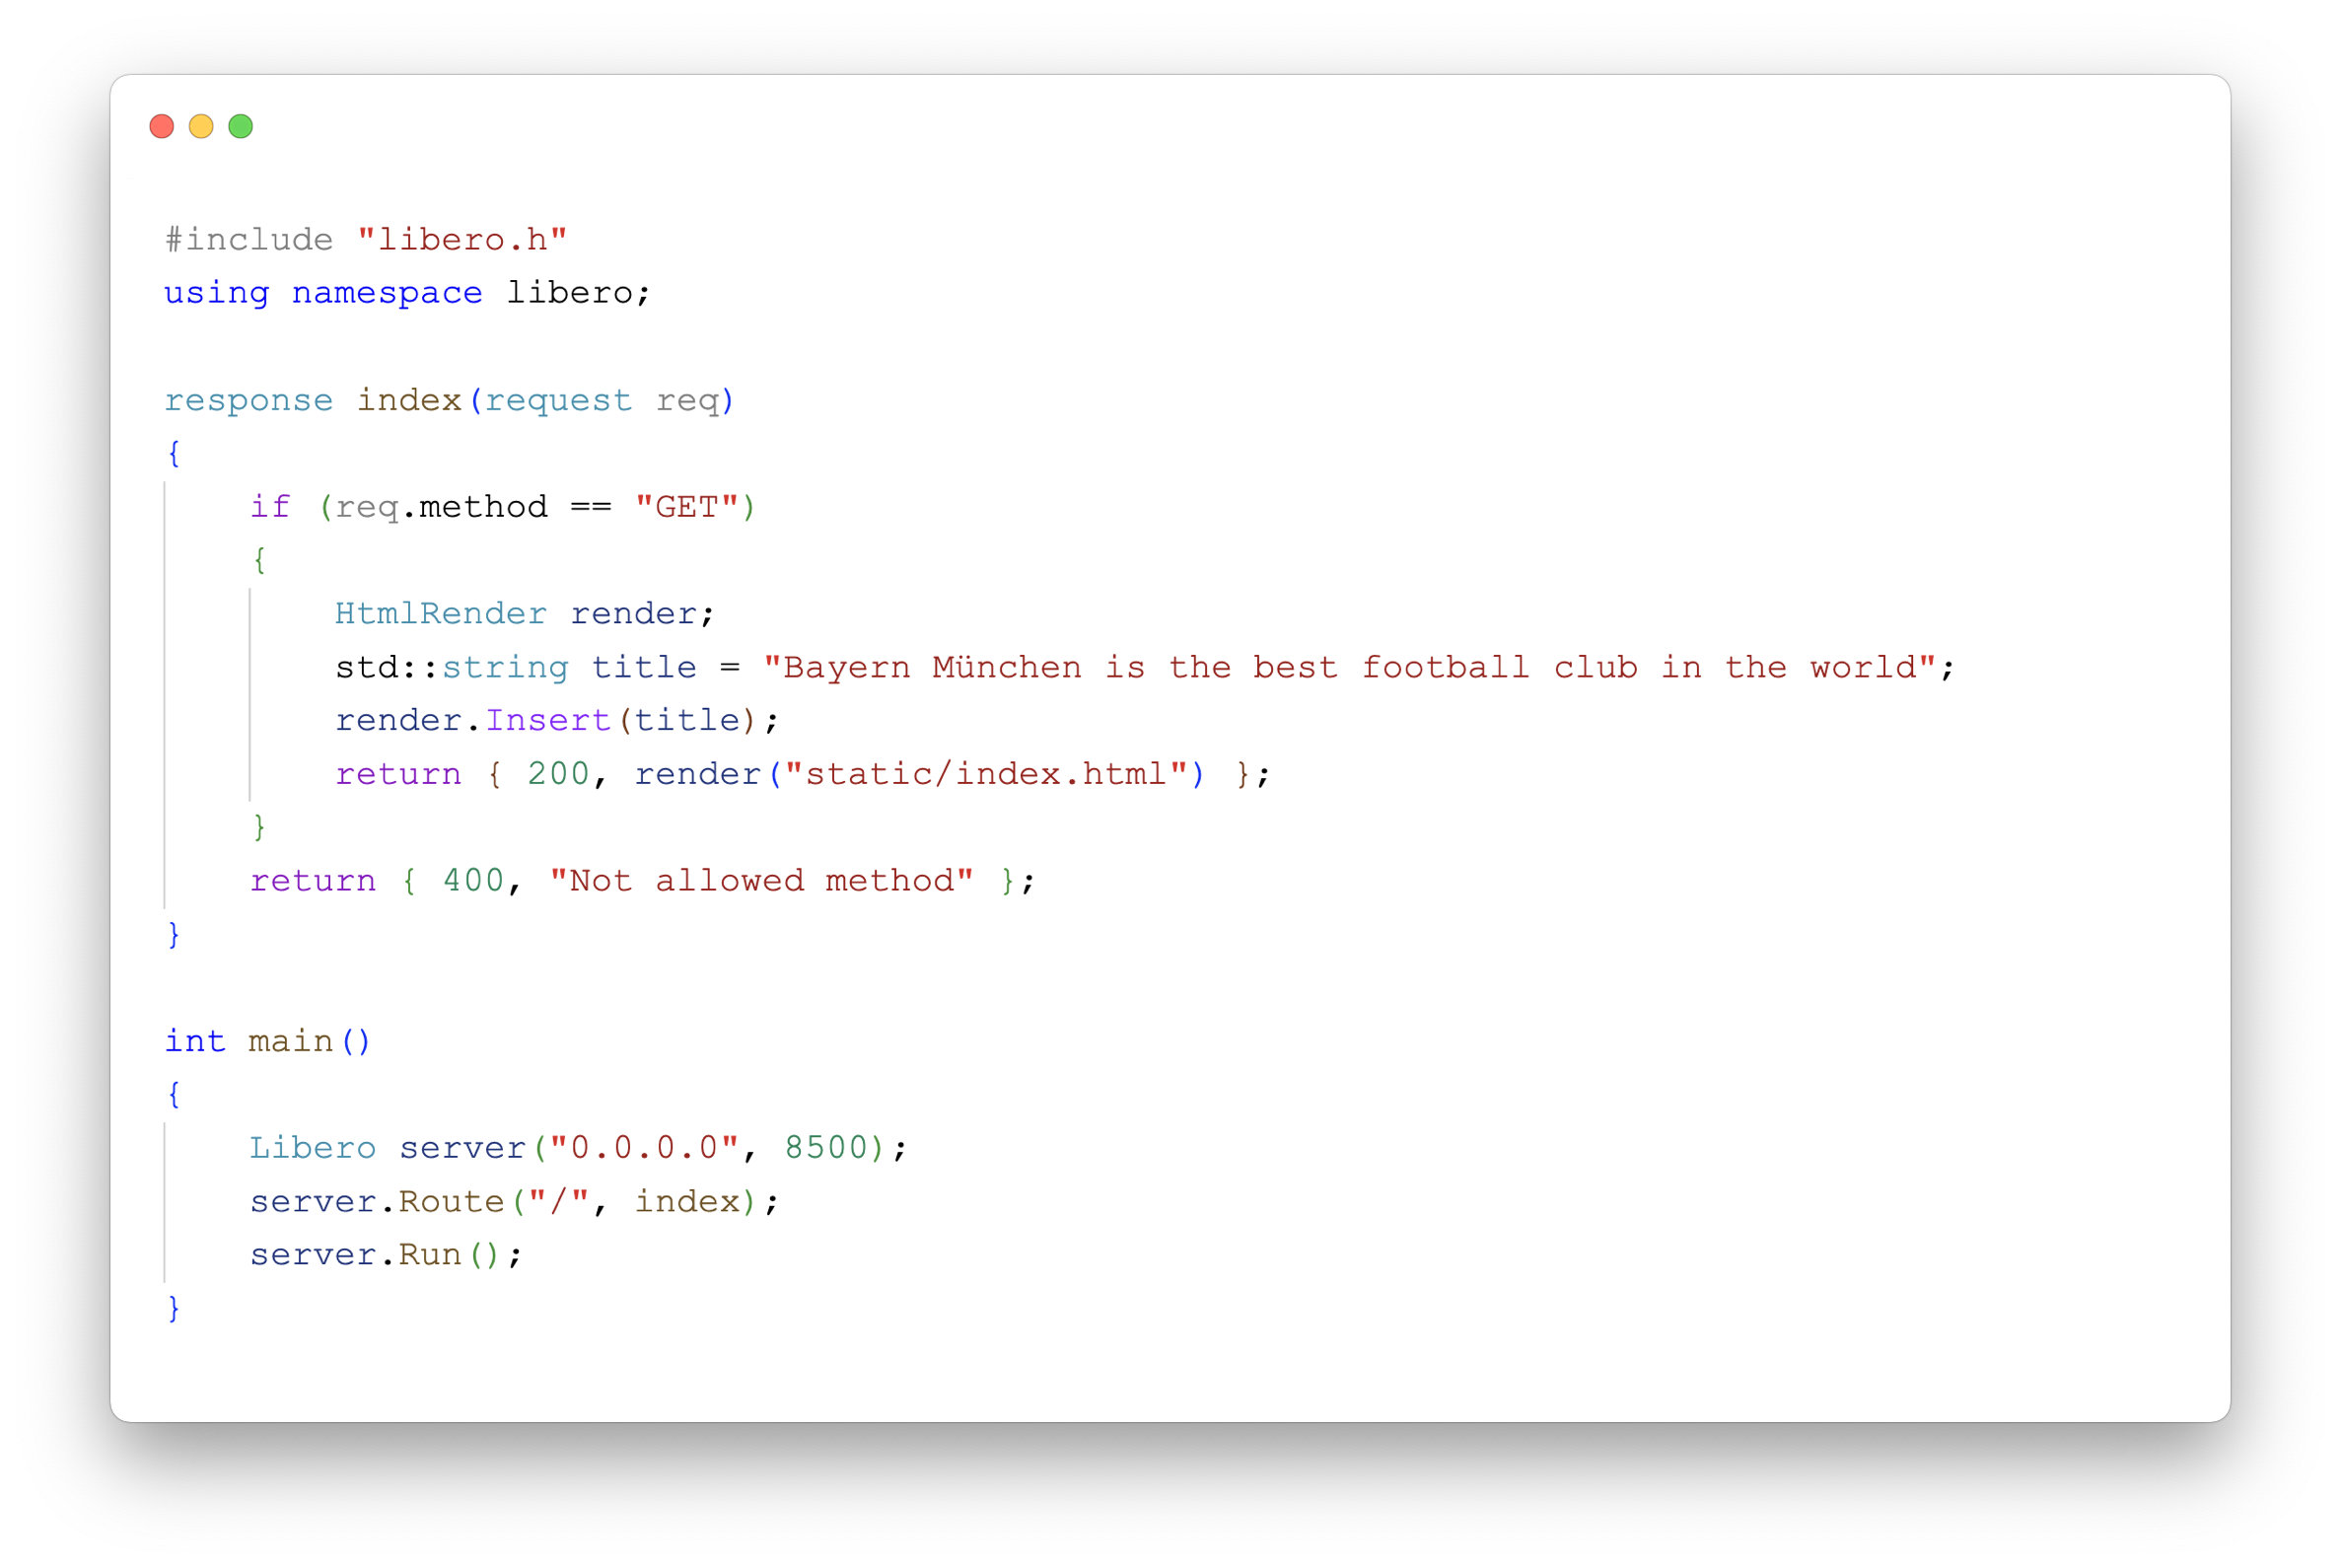 #include "libero.h"
using namespace libero;

response index(request req)
{
    if (req.method == "GET")
    {
        HtmlRender render;
        std::string title = "Bayern München is the best football club in the world";
        render.Insert(title);
        return { 200, render("static/index.html") };
    }
    return { 400, "Not allowed method" };
}

int main()
{
    Libero server("0.0.0.0", 8500);
    server.Route("/", index);
    server.Run();
}